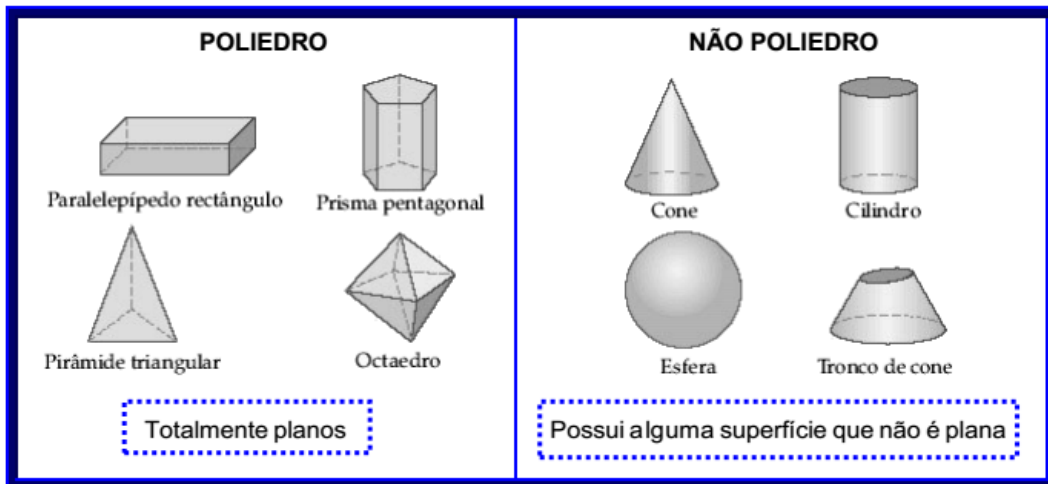 POLIEDRO
Paralelepípedo rectângulo
Prisma pentagonal
Pirâmide triangular
Octaedro
Totalmente planos
NÃO POLIEDRO
Cone
Cilindro
Esfera
Tronco de cone
Possui alguma superfície que não é plana